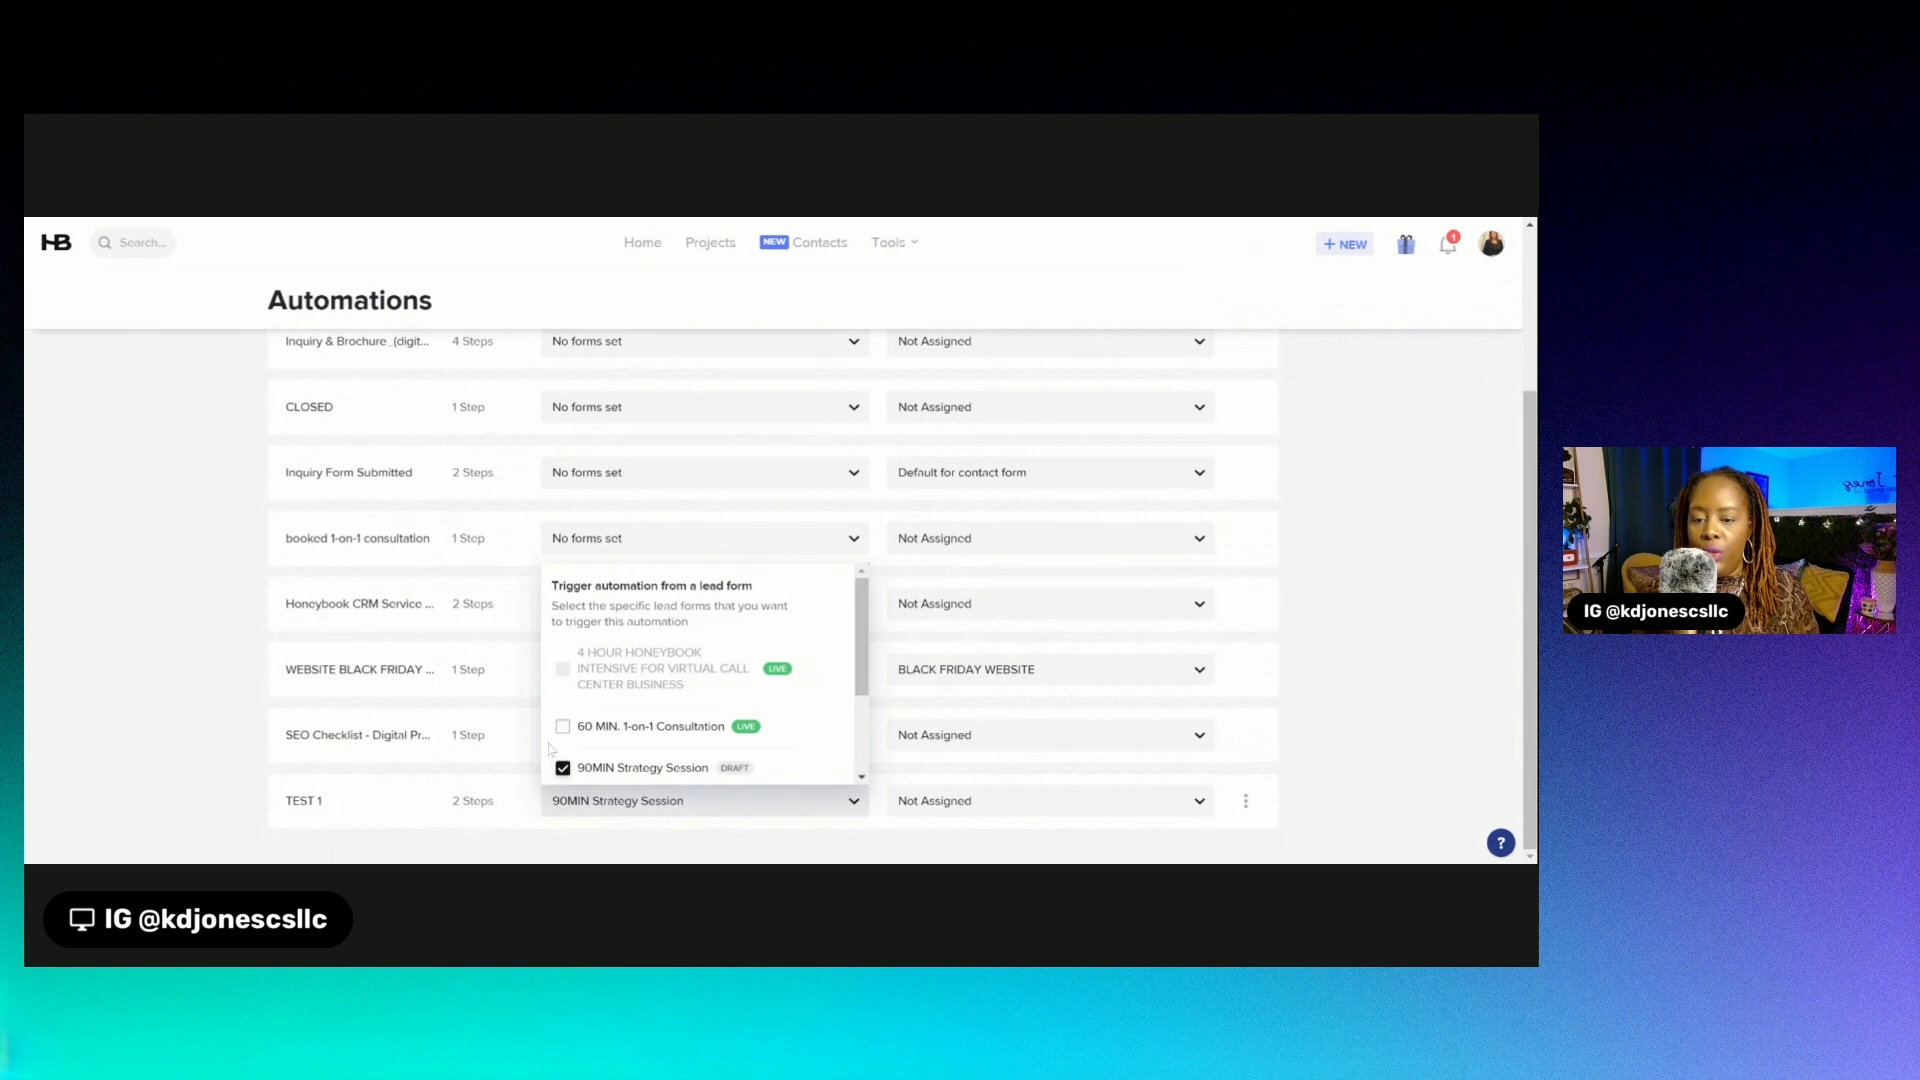 HB
Search...
Home
Projects
NEW Contacts
Tools
+ NEW
1
Automations
Inquiry & Brochure_(digit... 4 Steps No forms set Not Assigned
CLOSED 1 Step No forms set Not Assigned
Inquiry Form Submitted 2 Steps No forms set Default for contact form
booked 1-on-1 consultation 1 Step No forms set Not Assigned
Trigger automation from a lead form
Select the specific lead forms that you want
to trigger this automation
4 HOUR HONEYBOOK
INTENSIVE FOR VIRTUAL CALL
CENTER BUSINESS
LIVE
60 MIN. 1-on-1 Consultation LIVE
90MIN Strategy Session DRAFT
Honeybook CRM Service ... 2 Steps Not Assigned
WEBSITE BLACK FRIDAY ... 1 Step BLACK FRIDAY WEBSITE
SEO Checklist - Digital Pr... 1 Step Not Assigned
TEST 1 2 Steps 90MIN Strategy Session Not Assigned
?
IG @kdjonescsllc
IG @kdjonescsllc